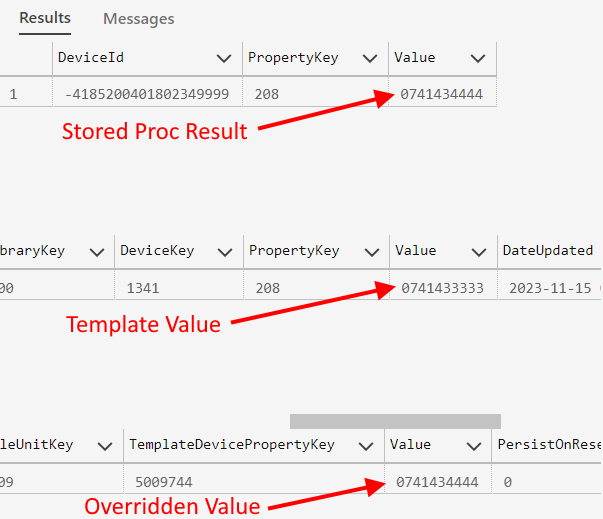 Results Messages
DeviceId PropertyKey Value
1 -4185200401802349999 208 0741434444
Stored Proc Result
braryKey DeviceKey PropertyKey Value DateUpdated
00 1341 208 0741433333 2023-11-15
Template Value
leUnitKey TemplateDevicePropertyKey Value PersistOnRese
09 5009744 0741434444 0
Overridden Value